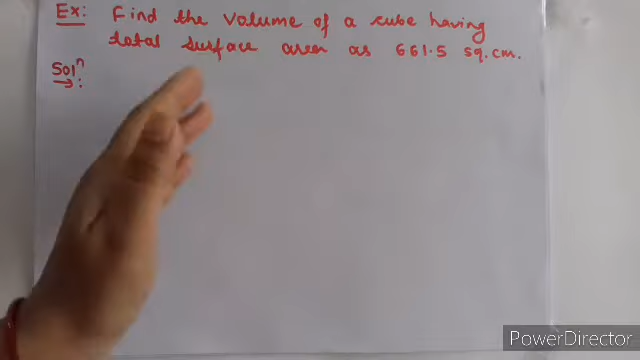 Ex: Find the volume of a cube having
total surface area as 661.5 sq.cm.
Solⁿ
→:
PowerDirector